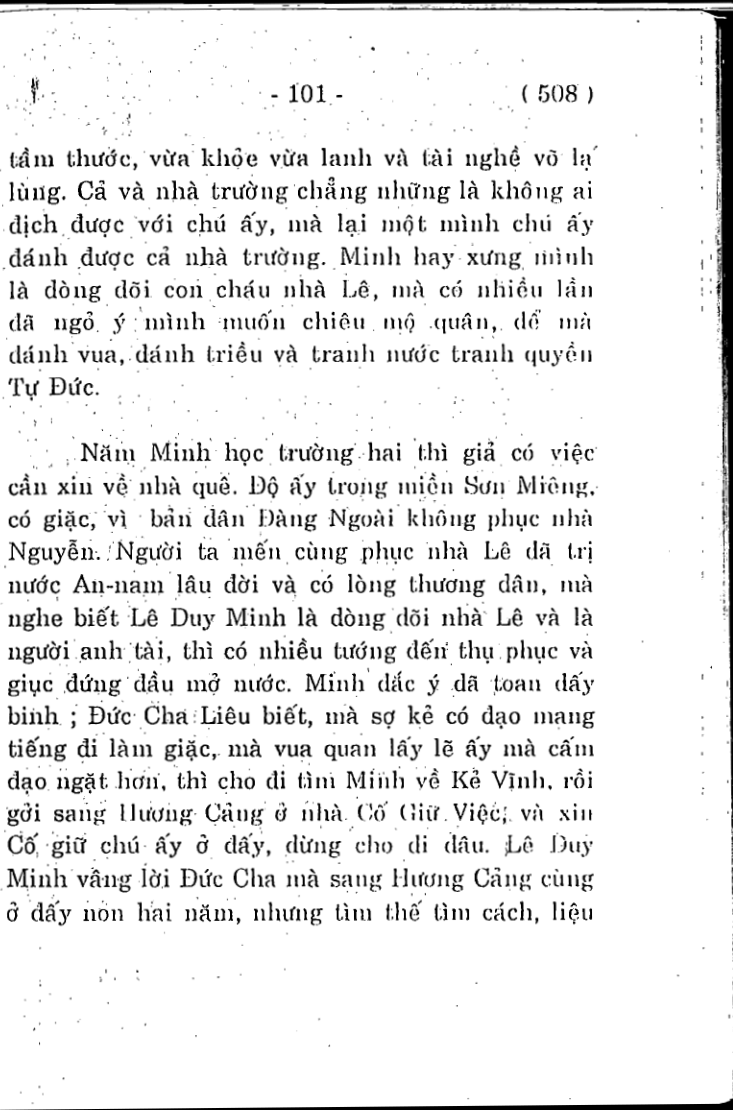 - 101 - ( 508 )
tầm thước, vừa khỏe vừa lanh và tài nghề võ lạ
lùng. Cả và nhà trường chẳng những là không ai
địch được với chú ấy, mà lại một mình chú ấy
đánh được cả nhà trường. Minh hay xưng mình
là dòng dõi con cháu nhà Lê, mà có nhiều lần
đã ngỏ ý mình muốn chiêu mộ quân, để mà
đánh vua, đánh triều và tranh nước tranh quyền
Tự Đức.
Năm Minh học trường hai thì giả có việc
cần xin về nhà quê. Độ ấy trong miền Sơn Miêng,
có giặc, vì bản dân Đàng Ngoài không phục nhà
Nguyễn. Người ta mến cùng phục nhà Lê đã trị
nước An-nam lâu đời và có lòng thương dân, mà
nghe biết Lê Duy Minh là dòng dõi nhà Lê và là
người anh tài, thì có nhiều tướng đến thụ phục và
giục đứng đầu mở nước. Minh đắc ý đã toan dấy
binh ; Đức Cha Liêu biết, mà sợ kẻ có đạo mang
tiếng đi làm giặc, mà vua quan lấy lẽ ấy mà cấm
đạo ngặt hơn, thì cho đi tìm Minh về Kẻ Vĩnh, rồi
gởi sang Hương Cảng ở nhà Cố Giữ Việc; và xin
Cố giữ chú ấy ở đấy, đừng cho đi đâu. Lê Duy
Minh vâng lời Đức Cha mà sang Hương Cảng cùng
ở đấy non hai năm, nhưng tìm thế tìm cách, liệu